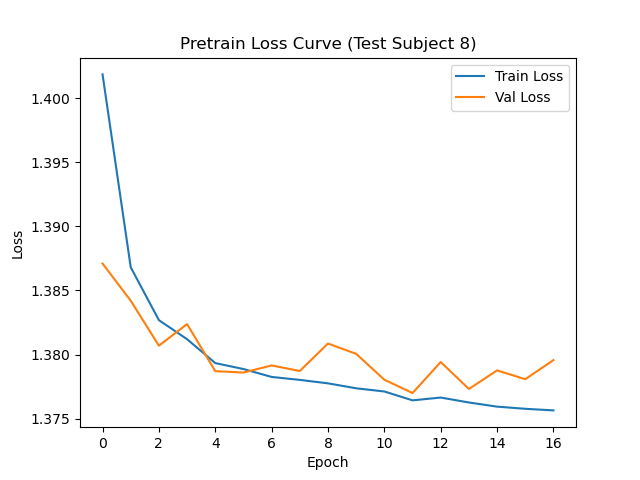 Pretrain Loss Curve (Test Subject 8)
Train Loss
Val Loss
1.400
1.395
1.390
1.385
1.380
1.375
Loss
0 2 4 6 8 10 12 14 16
Epoch